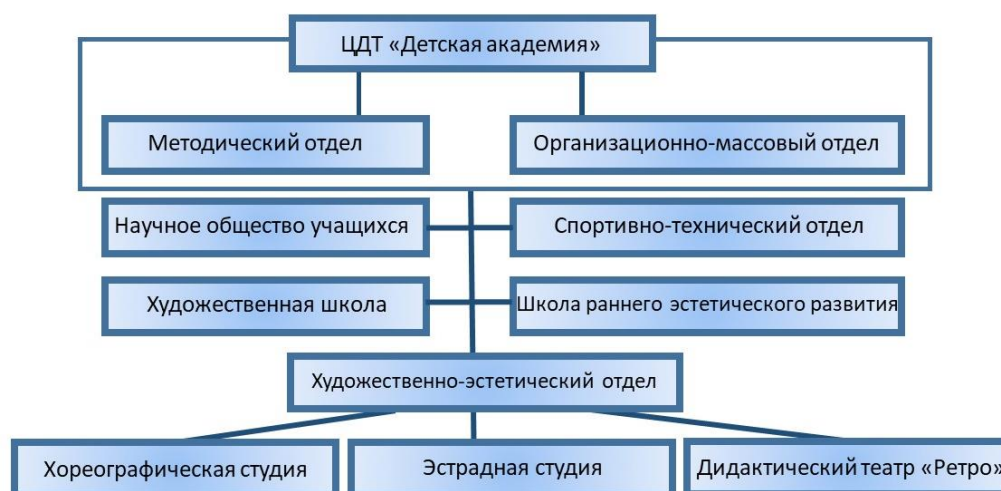 ЦДТ «Детская академия»
Методический отдел
Организационно-массовый отдел
Научное общество учащихся
Спортивно-технический отдел
Художественная школа
Школа раннего эстетического развития
Художественно-эстетический отдел
Хореографическая студия
Эстрадная студия
Дидактический театр «Ретро»